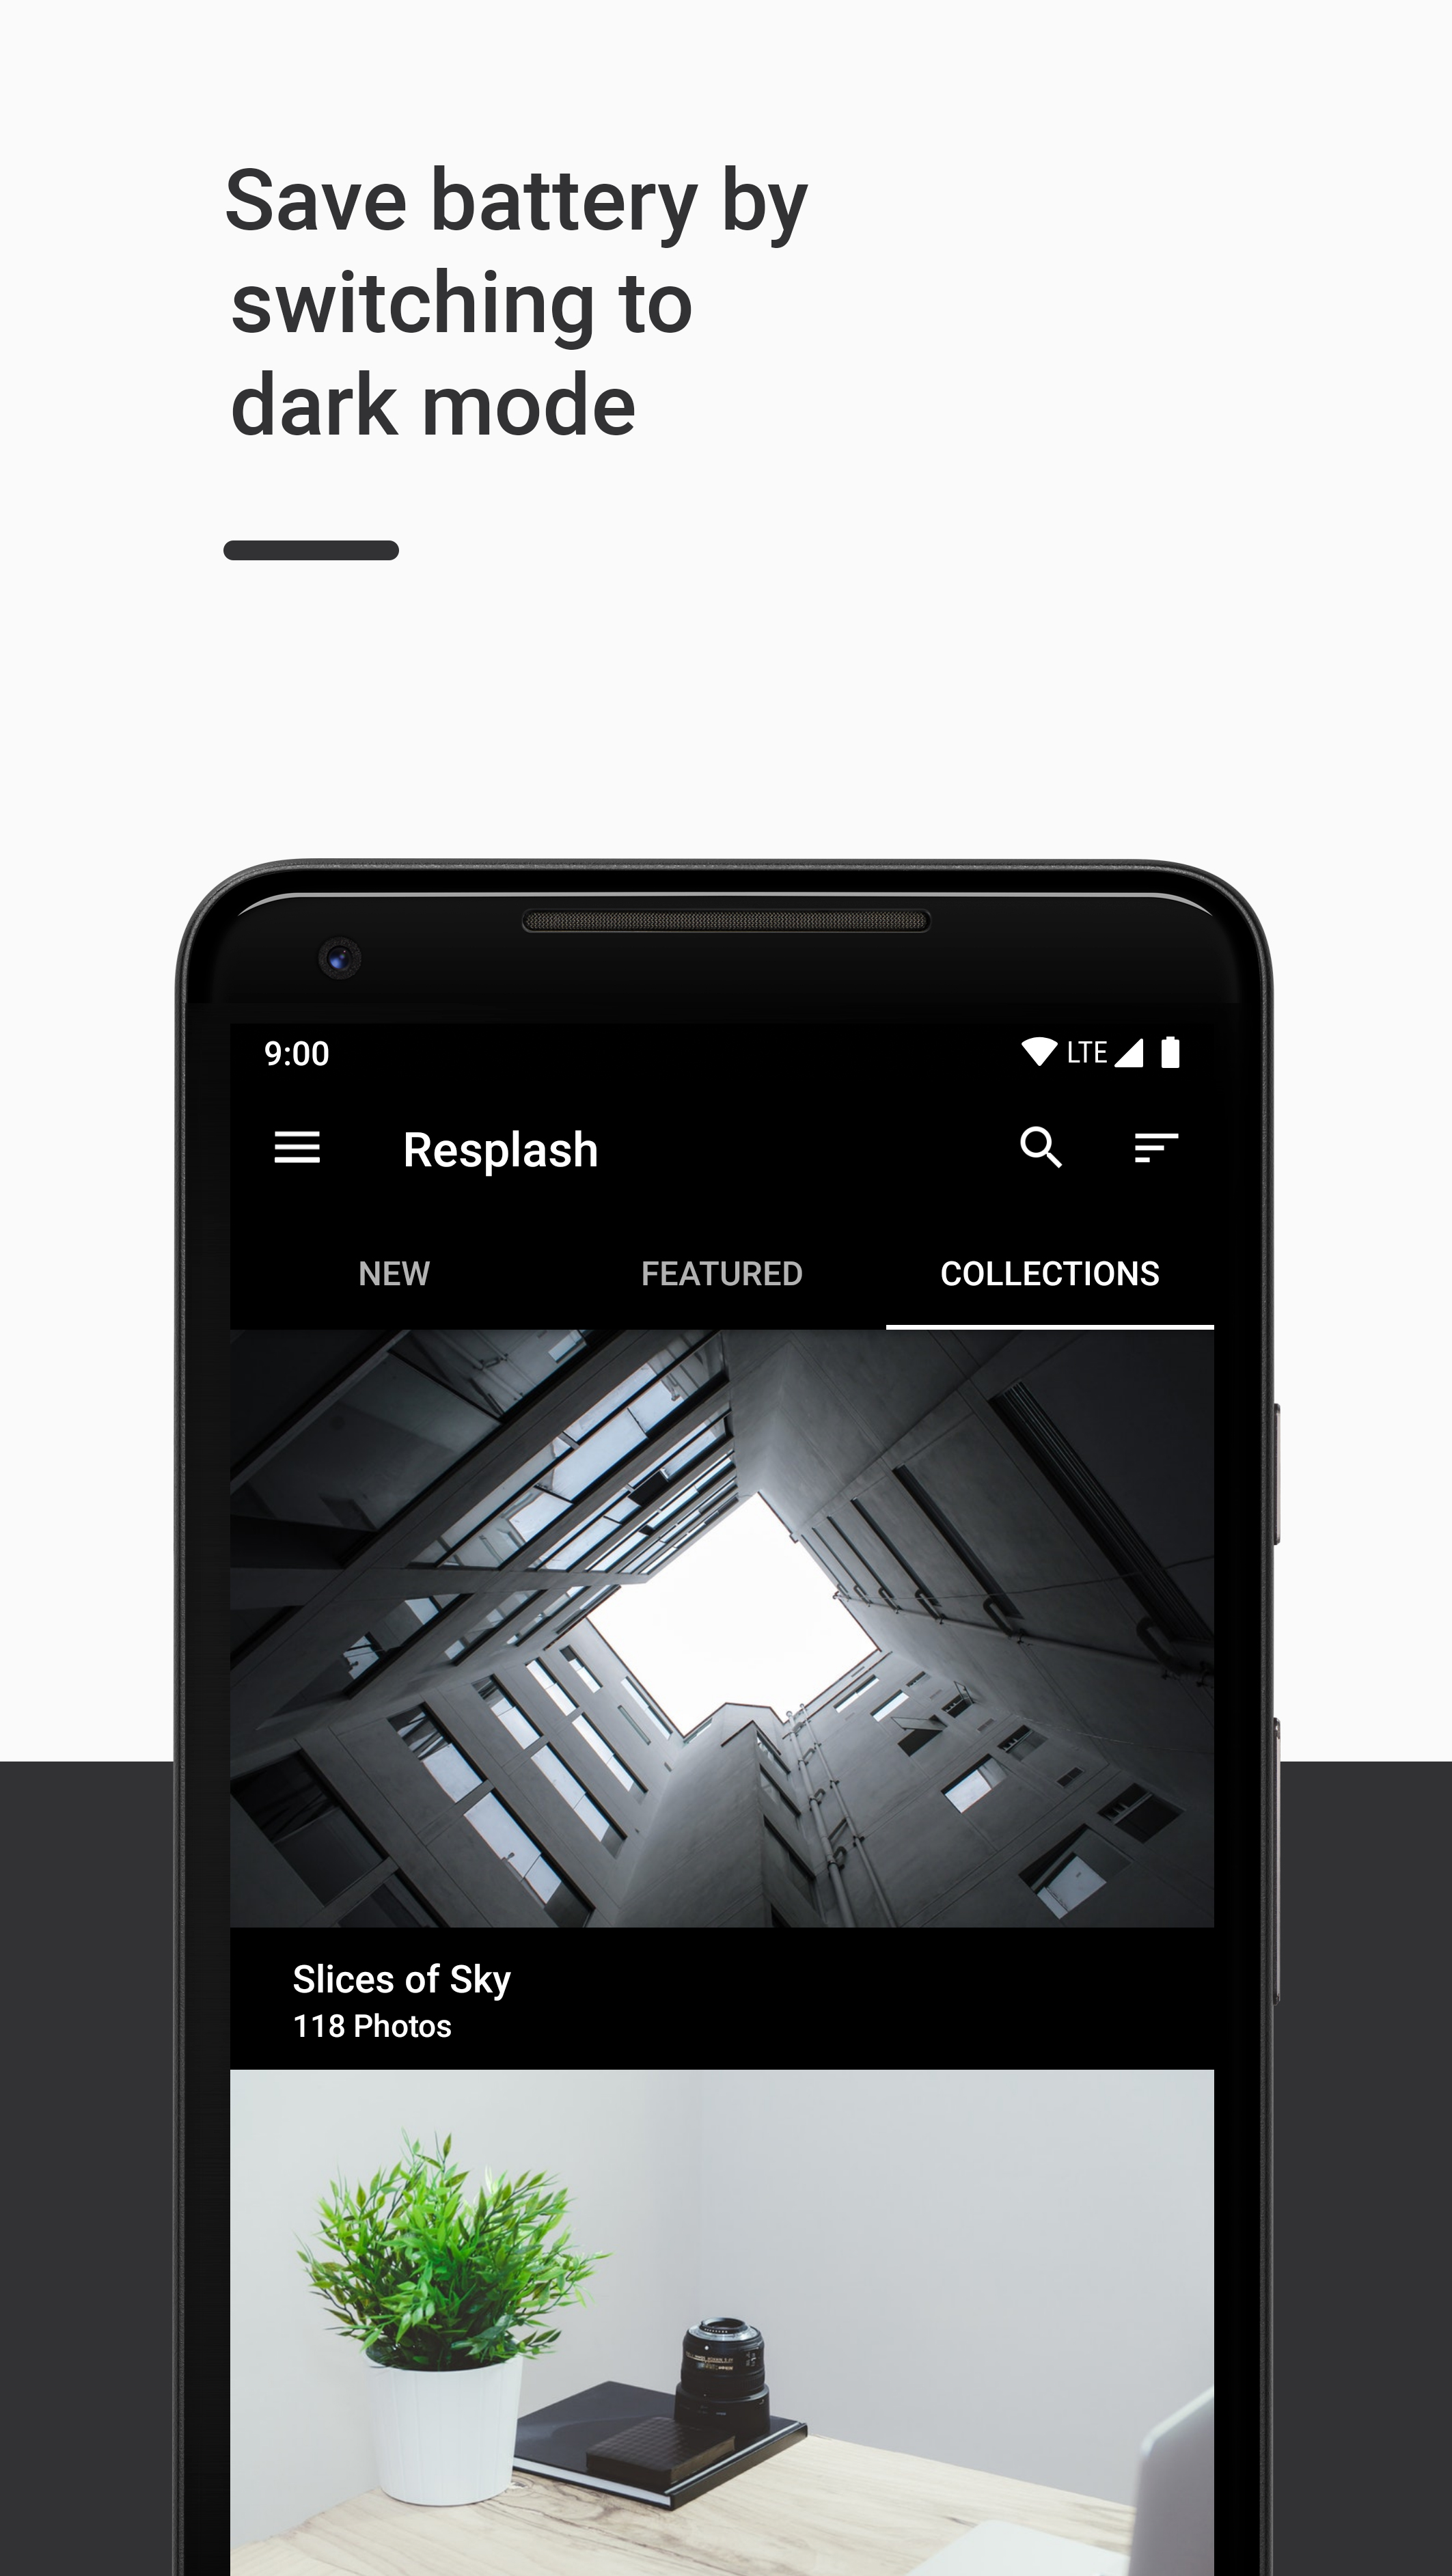 Save battery by
switching to
dark mode
9:00
LTE
Resplash
NEW
FEATURED
COLLECTIONS
Slices of Sky
118 Photos